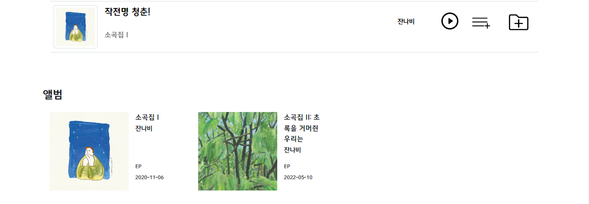 작전명 청춘!
소곡집 I
잔나비
앨범
소곡집 I
잔나비
EP
2020-11-06
소곡집 II: 초
록을 거머쥔
우리는
잔나비
EP
2022-05-10